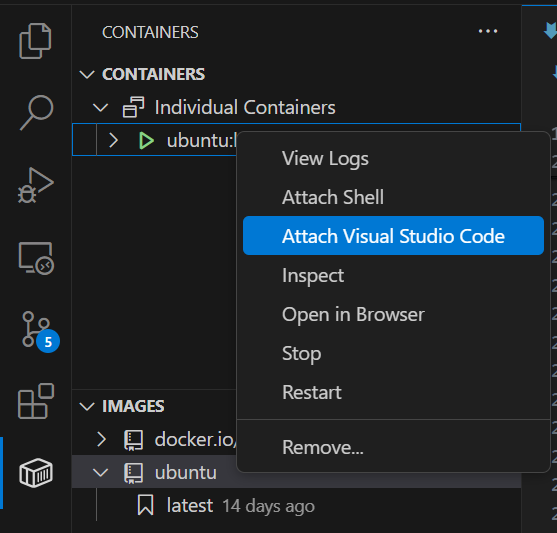 CONTAINERS
CONTAINERS
Individual Containers
ubuntu:
View Logs
Attach Shell
Attach Visual Studio Code
Inspect
Open in Browser
Stop
Restart
Remove...
5
IMAGES
docker.io/
ubuntu
latest 14 days ago